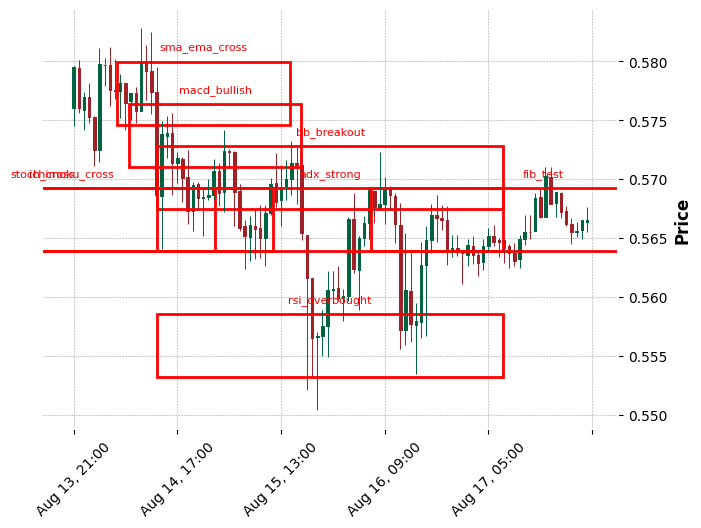 sma_ema_cross
0.580
macd_bullish
0.575
bb_breakout
ichimoku_cross
adx_strong
fib_test
0.570
Price
0.565
rsi_overbought
0.560
0.555
0.550
Aug 13, 21:00
Aug 14, 17:00
Aug 15, 13:00
Aug 16, 09:00
Aug 17, 05:00